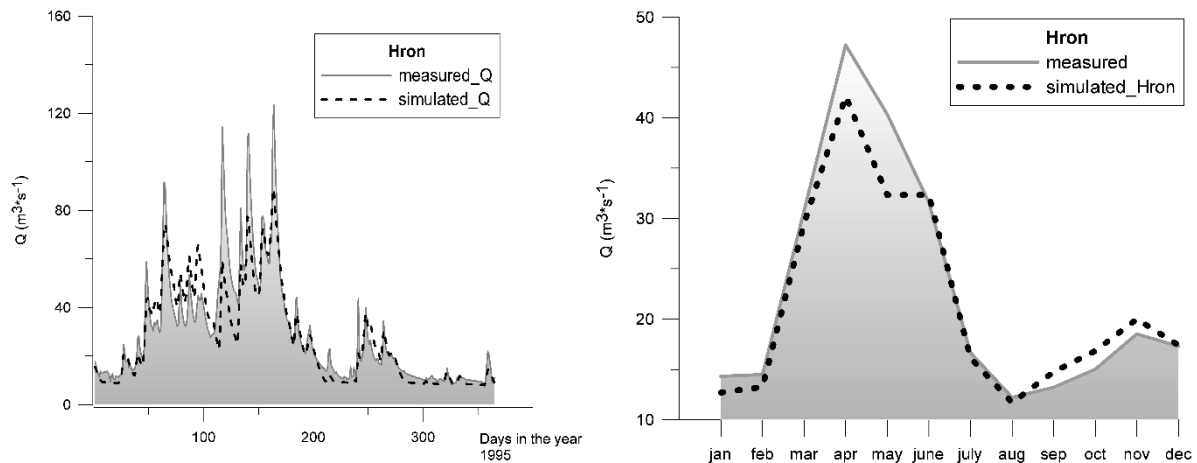 160
120
80
40
0
Q (m3*s-1)
Hron
measured_Q
simulated_Q
100
200
300
Days in the year
1995
50
40
30
20
10
Q (m3*s-1)
Hron
measured
simulated_Hron
jan feb mar apr may june july aug sep oct nov dec